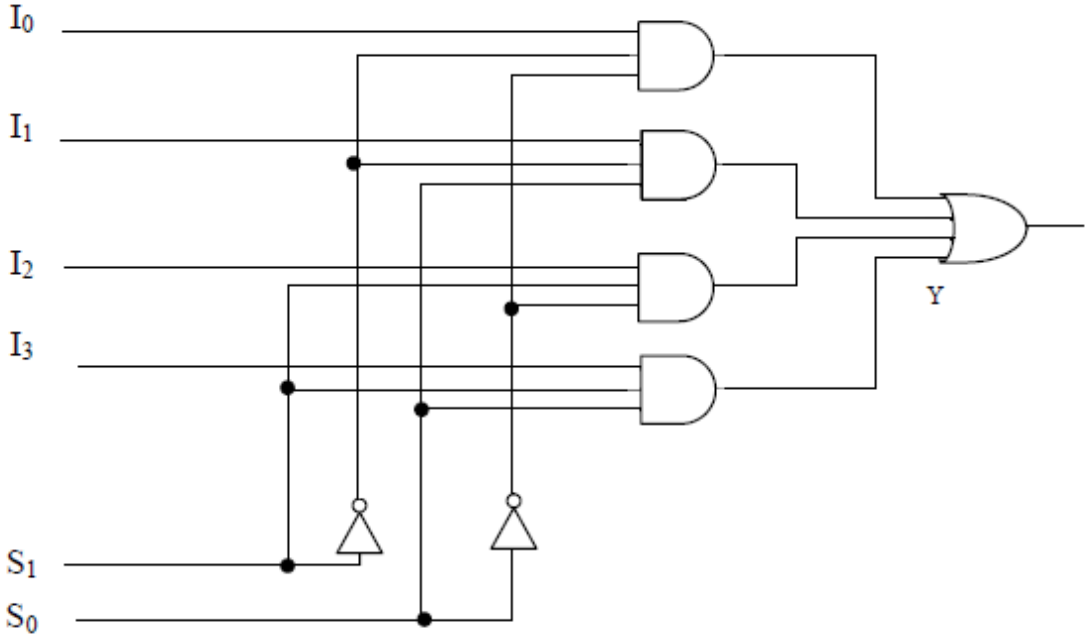 I₀
I₁
I₂
Y
I₃
S₁
S₀